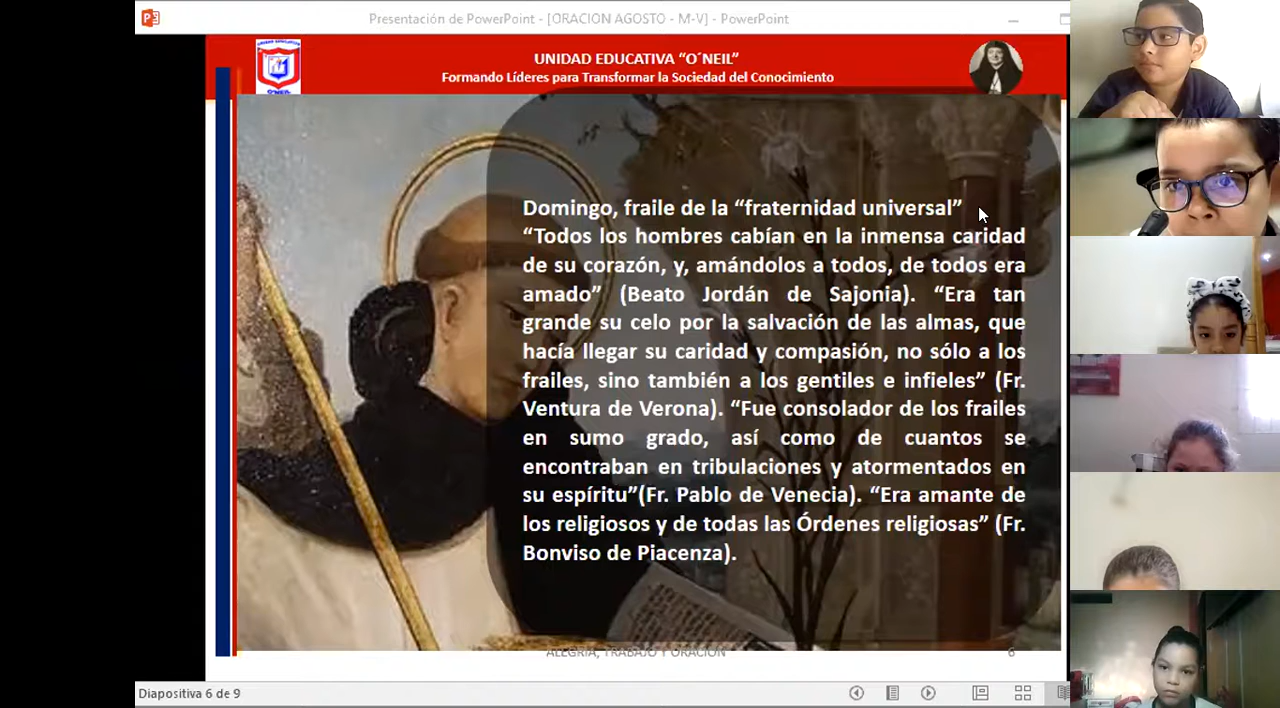 Presentación de PowerPoint - [ORACION AGOSTO - M-V] - PowerPoint
UNIDAD EDUCATIVA “O´NEIL”
Formando Líderes para Transformar la Sociedad del Conocimiento
O´NEIL
Domingo, fraile de la “fraternidad universal”
“Todos los hombres cabían en la inmensa caridad
de su corazón, y, amándolos a todos, de todos era
amado” (Beato Jordán de Sajonia). “Era tan
grande su celo por la salvación de las almas, que
hacía llegar su caridad y compasión, no sólo a los
frailes, sino también a los gentiles e infieles” (Fr.
Ventura de Verona). “Fue consolador de los frailes
en sumo grado, así como de cuantos se
encontraban en tribulaciones y atormentados en
su espíritu”(Fr. Pablo de Venecia). “Era amante de
los religiosos y de todas las Órdenes religiosas” (Fr.
Bonviso de Piacenza).
ALEGRÍA, TRABAJO Y ORACIÓN
6
Diapositiva 6 de 9